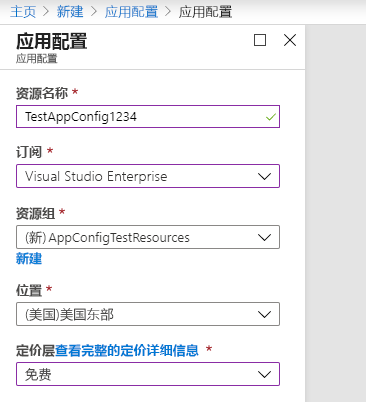 主页 > 新建 > 应用配置 > 应用配置
应用配置
应用配置
资源名称 *
TestAppConfig1234
订阅 *
Visual Studio Enterprise
资源组 *
(新) AppConfigTestResources
新建
位置 *
(美国)美国东部
定价层查看完整的定价详细信息 *
免费